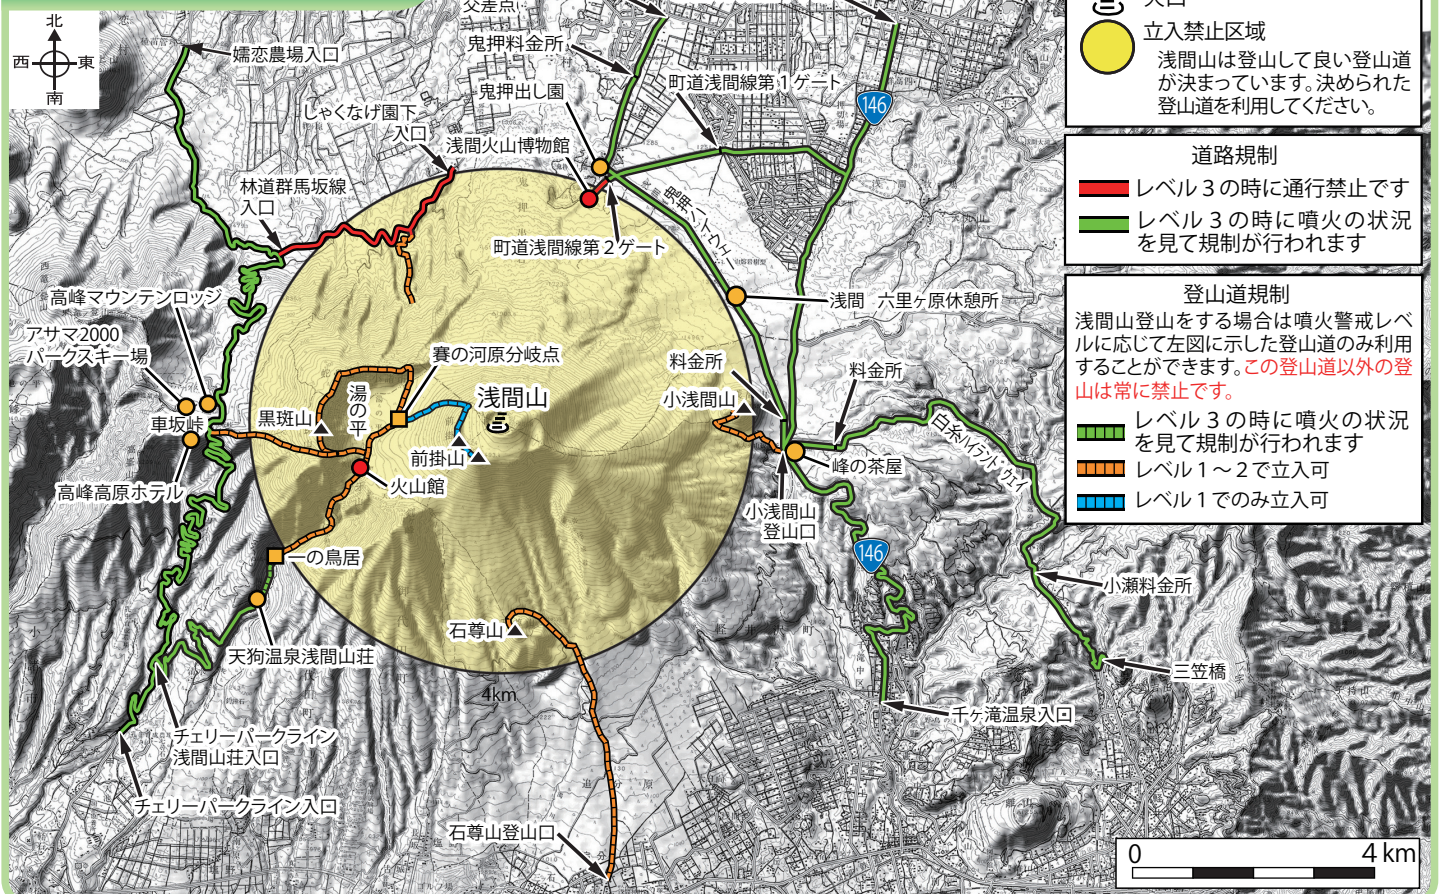 北
西 東
南
交差点
鬼押料金所
嬬恋農場入口
鬼押出し園
町道浅間線第1ゲート
146
しゃくなげ園下
入口
浅間火山博物館
林道群馬坂線
入口
鬼押ハイウェー
町道浅間線第2ゲート
高峰マウンテンロッジ
浅間 六里ヶ原休憩所
アサマ2000
パークスキー場
賽の河原分岐点
料金所
料金所
湯の平
浅間山
小浅間山
黒斑山
車坂峠
白糸ハイランド・ウェイ
前掛山
峰の茶屋
火山館
高峰高原ホテル
小浅間山
登山口
146
一の鳥居
小瀬料金所
石尊山
天狗温泉浅間山荘
三笠橋
4km
千ヶ滝温泉入口
チェリーパークライン
浅間山荘入口
チェリーパークライン入口
石尊山登山口
火口
立入禁止区域
浅間山は登山して良い登山道
が決まっています。決められた
登山道を利用してください。
道路規制
レベル3の時に通行禁止です
レベル3の時に噴火の状況
を見て規制が行われます
登山道規制
浅間山登山をする場合は噴火警戒レベ
ルに応じて左図に示した登山道のみ利用
することができます。この登山道以外の登
山は常に禁止です。
レベル3の時に噴火の状況
を見て規制が行われます
レベル1～2で立入可
レベル1でのみ立入可
0 4 km